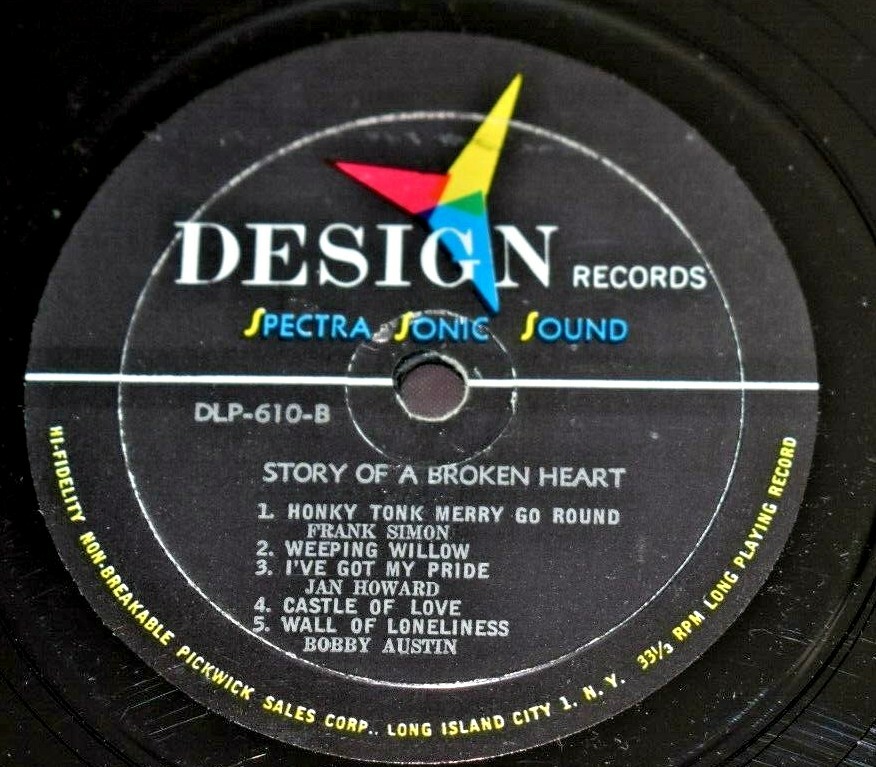 DESIGN RECORDS
SPECTRA SONIC SOUND
DLP-610-B
STORY OF A BROKEN HEART
1. HONKY TONK MERRY GO ROUND
FRANK SIMON
2. WEEPING WILLOW
3. I'VE GOT MY PRIDE
JAN HOWARD
4. CASTLE OF LOVE
5. WALL OF LONELINESS
BOBBY AUSTIN
HI-FIDELITY NON-BREAKABLE PICKWICK SALES CORP.. LONG ISLAND CITY 1. N. Y. 33 1/3 RPM LONG PLAYING RECORD